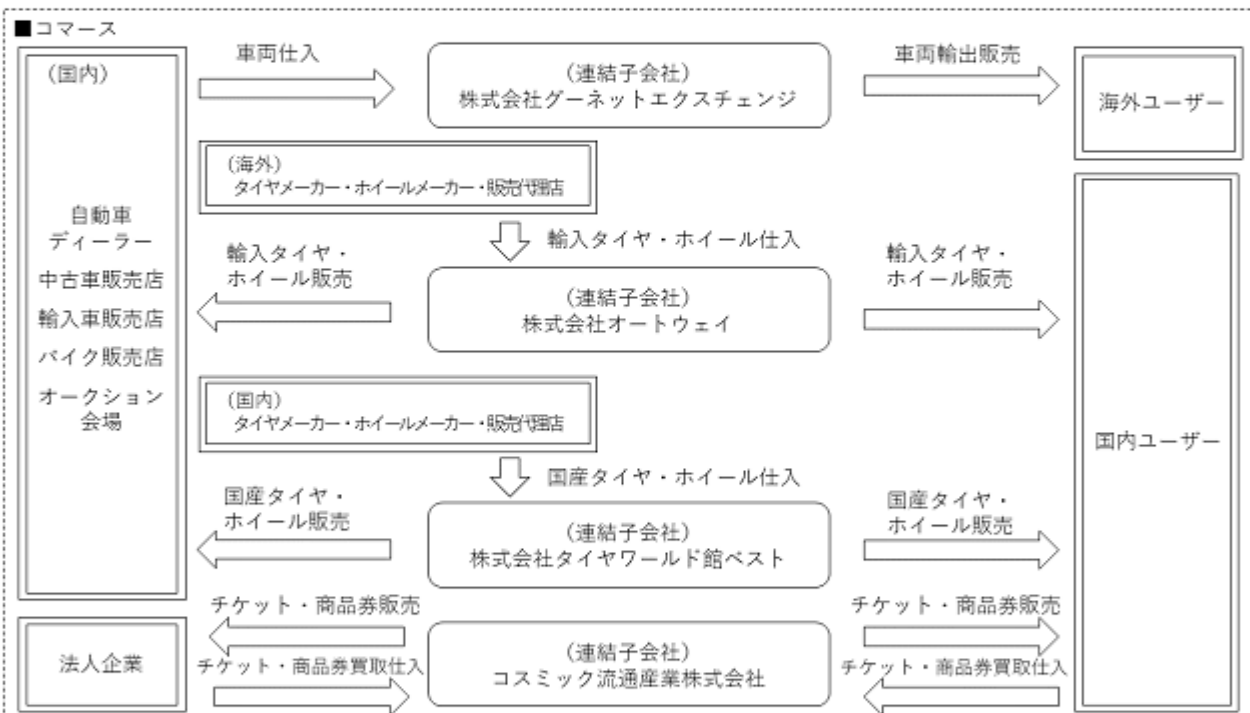 ■コマース
(国内)
自動車
ディーラー
中古車販売店
輸入車販売店
バイク販売店
オークション
会場
車両仕入
(連結子会社)
株式会社グーネットエクスチェンジ
車両輸出販売
海外ユーザー
(海外)
タイヤメーカー・ホイールメーカー・販売代理店
輸入タイヤ・ホイール仕入
輸入タイヤ・
ホイール販売
(連結子会社)
株式会社オートウェイ
輸入タイヤ・
ホイール販売
国内ユーザー
(国内)
タイヤメーカー・ホイールメーカー・販売代理店
国産タイヤ・ホイール仕入
国産タイヤ・
ホイール販売
(連結子会社)
株式会社タイヤワールド館ベスト
国産タイヤ・
ホイール販売
法人企業
チケット・商品券販売
チケット・商品券買取仕入
(連結子会社)
コスミック流通産業株式会社
チケット・商品券販売
チケット・商品券買取仕入